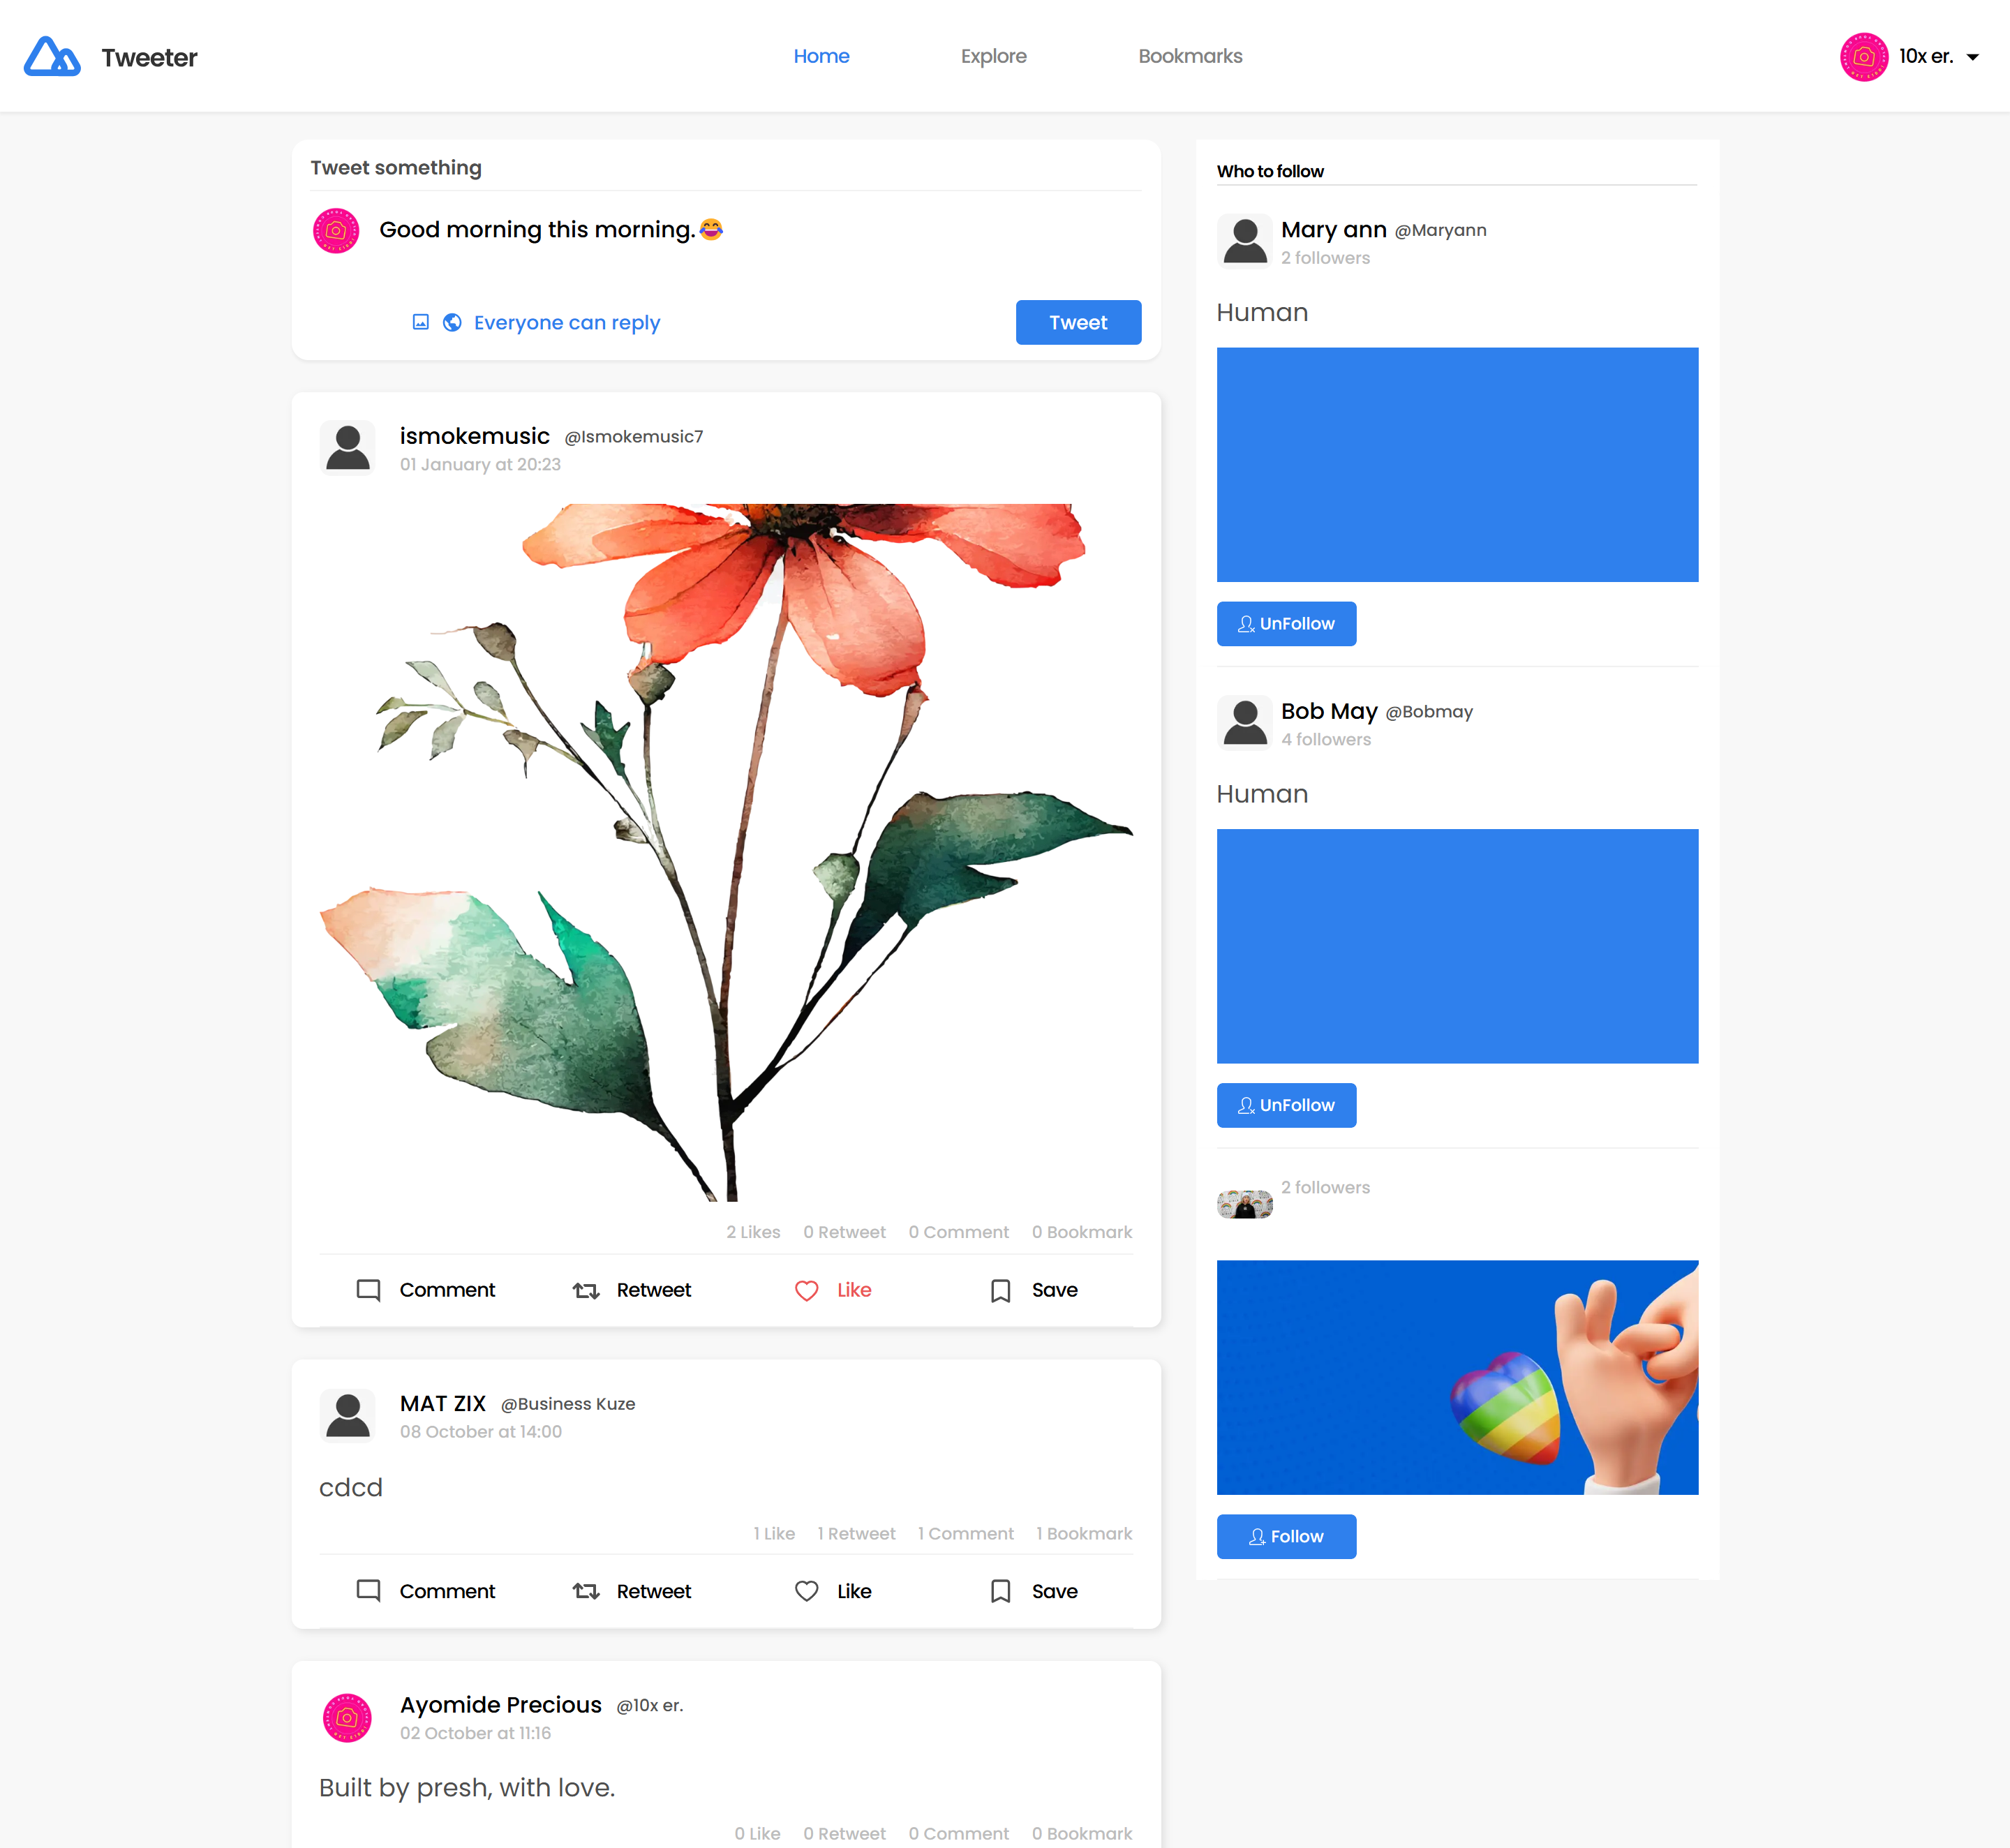 Tweeter
Home Explore Bookmarks
10x er.
Tweet something
Good morning this morning.😂
Everyone can reply
Tweet
ismokemusic @Ismokemusic7
01 January at 20:23
2 Likes 0 Retweet 0 Comment 0 Bookmark
Comment Retweet Like Save
MAT ZIX @Business Kuze
08 October at 14:00
cdcd
1 Like 1 Retweet 1 Comment 1 Bookmark
Comment Retweet Like Save
Ayomide Precious @10x er.
02 October at 11:16
Built by presh, with love.
0 Like 0 Retweet 0 Comment 0 Bookmark
Who to follow
Mary ann @Maryann
2 followers
Human
UnFollow
Bob May @Bobmay
4 followers
Human
UnFollow
2 followers
Follow